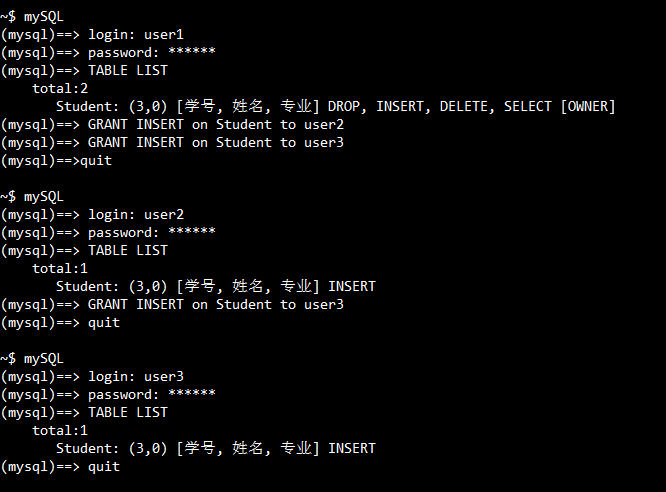 ~$ mySQL
(mysql)==> login: user1
(mysql)==> password: ******
(mysql)==> TABLE LIST
    total:2
       Student: (3,0) [学号, 姓名, 专业] DROP, INSERT, DELETE, SELECT [OWNER]
(mysql)==> GRANT INSERT on Student to user2
(mysql)==> GRANT INSERT on Student to user3
(mysql)==>quit

~$ mySQL
(mysql)==> login: user2
(mysql)==> password: ******
(mysql)==> TABLE LIST
    total:1
       Student: (3,0) [学号, 姓名, 专业] INSERT
(mysql)==> GRANT INSERT on Student to user3
(mysql)==> quit

~$ mySQL
(mysql)==> login: user3
(mysql)==> password: ******
(mysql)==> TABLE LIST
    total:1
       Student: (3,0) [学号, 姓名, 专业] INSERT
(mysql)==> quit